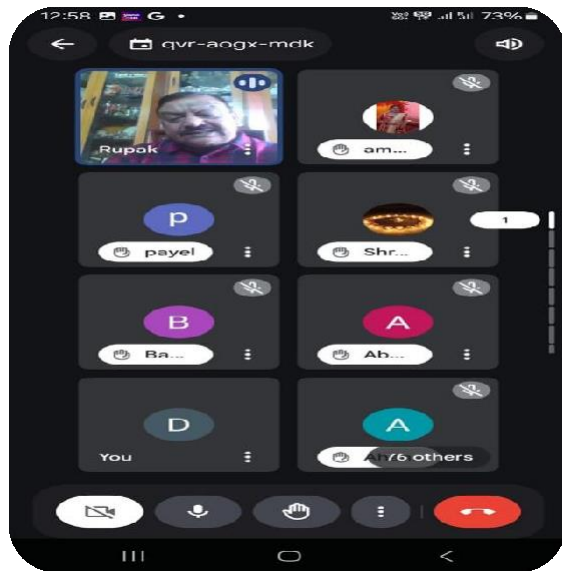 12:58 G • 73%
qvr-aogx-mdk
Rupak
am...
P
payel
Shr...
1
B
Ba...
A
Ab...
D
You
A
76 others